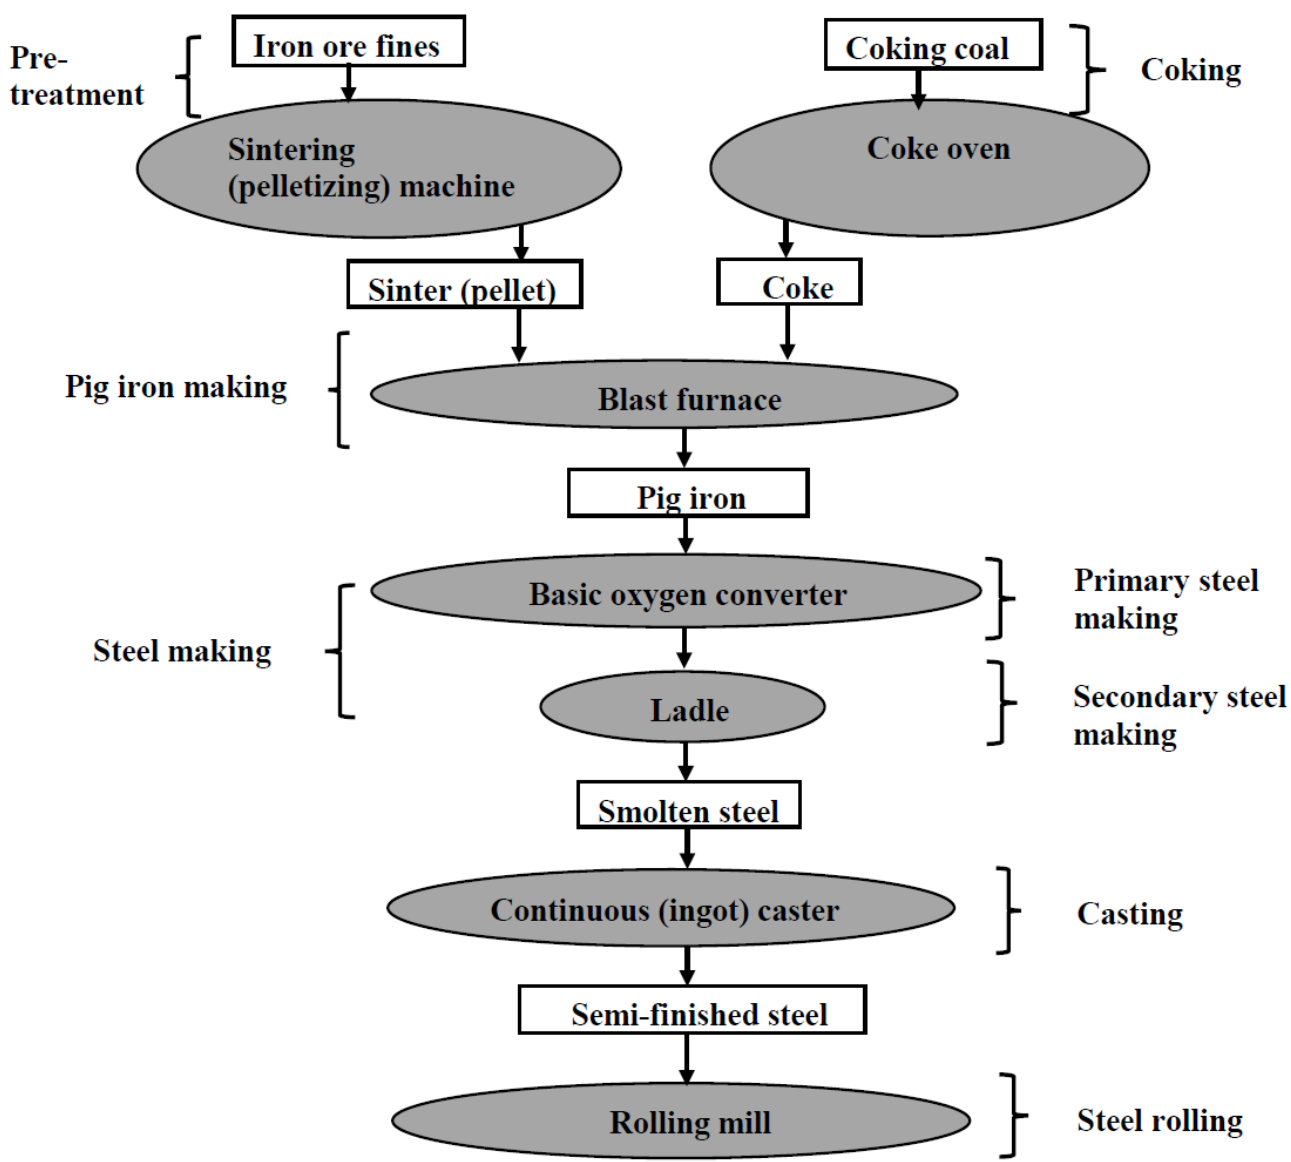 Iron ore fines
Coking coal
Pre-
treatment
Coking
Sintering
(pelletizing) machine
Coke oven
Sinter (pellet)
Coke
Pig iron making
Blast furnace
Pig iron
Basic oxygen converter
Primary steel
making
Steel making
Ladle
Secondary steel
making
Smolten steel
Continuous (ingot) caster
Casting
Semi-finished steel
Rolling mill
Steel rolling